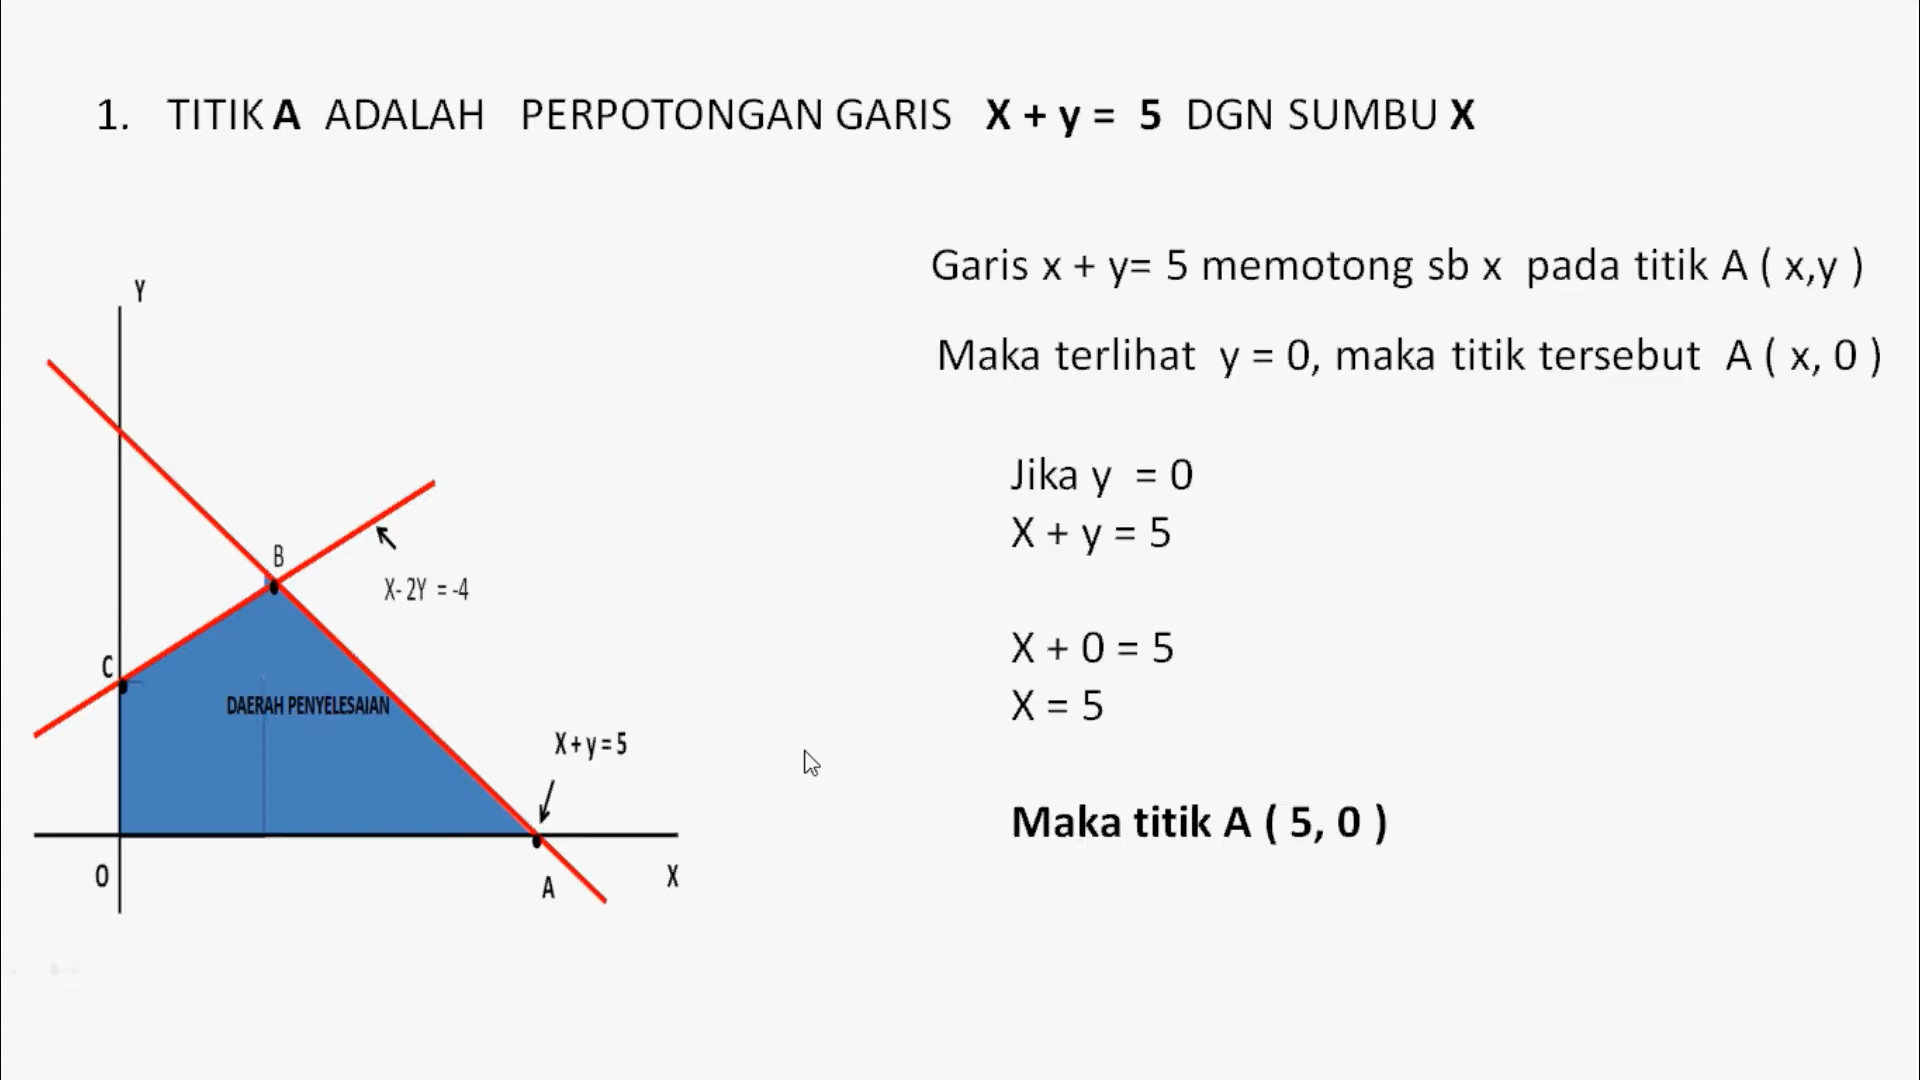 1. TITIK A ADALAH PERPOTONGAN GARIS X + y = 5 DGN SUMBU X
Garis x + y= 5 memotong sb x pada titik A ( x,y )
Maka terlihat y = 0, maka titik tersebut A ( x, 0 )
Jika y = 0
X + y = 5
X + 0 = 5
X = 5
Maka titik A ( 5, 0 )
Y
B
X- 2Y = -4
C
DAERAH PENYELESAIAN
X + y = 5
O
A
X